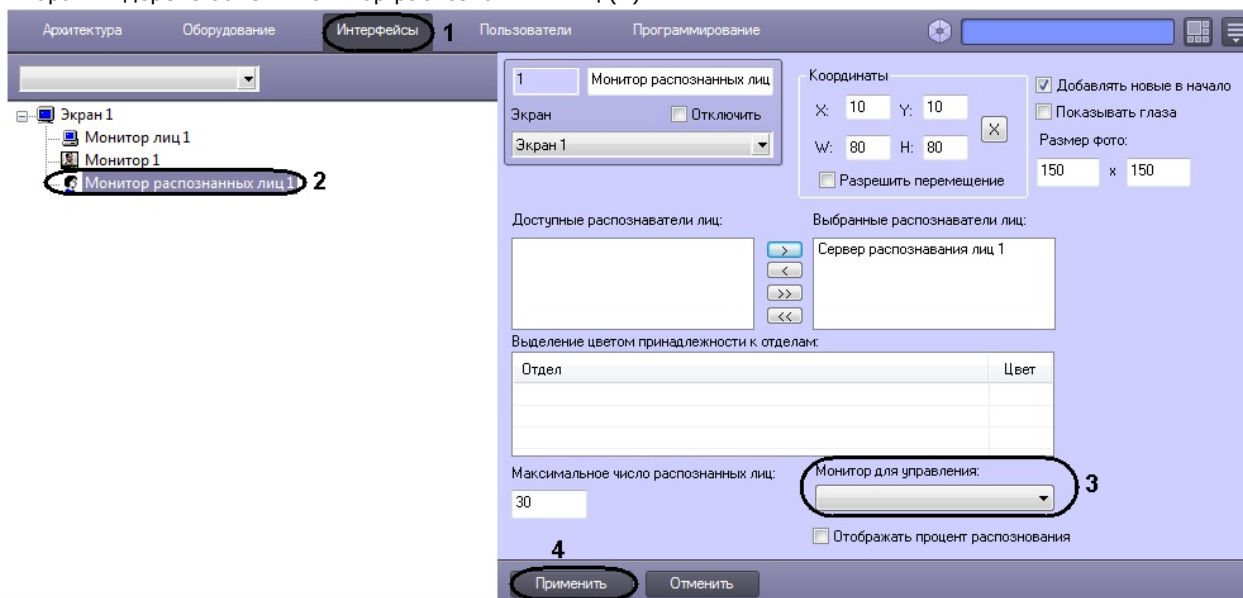 Архитектура Оборудование Интерфейсы 1 Пользователи Программирование
Экран 1
Монитор лиц 1
Монитор 1
Монитор распознанных лиц 1 2
1 Монитор распознанных лиц
Экран Отключить
Экран 1
Координаты
X: 10 Y: 10
X
W: 80 H: 80
Разрешить перемещение
Добавлять новые в начало
Показывать глаза
Размер фото:
150 x 150
Доступные распознаватели лиц:
Выбранные распознаватели лиц:
Сервер распознавания лиц 1
>
<
>>
<<
Выделение цветом принадлежности к отделам:
Отдел Цвет
Максимальное число распознанных лиц:
30
Монитор для управления:
3
Отображать процент распознования
4
Применить Отменить